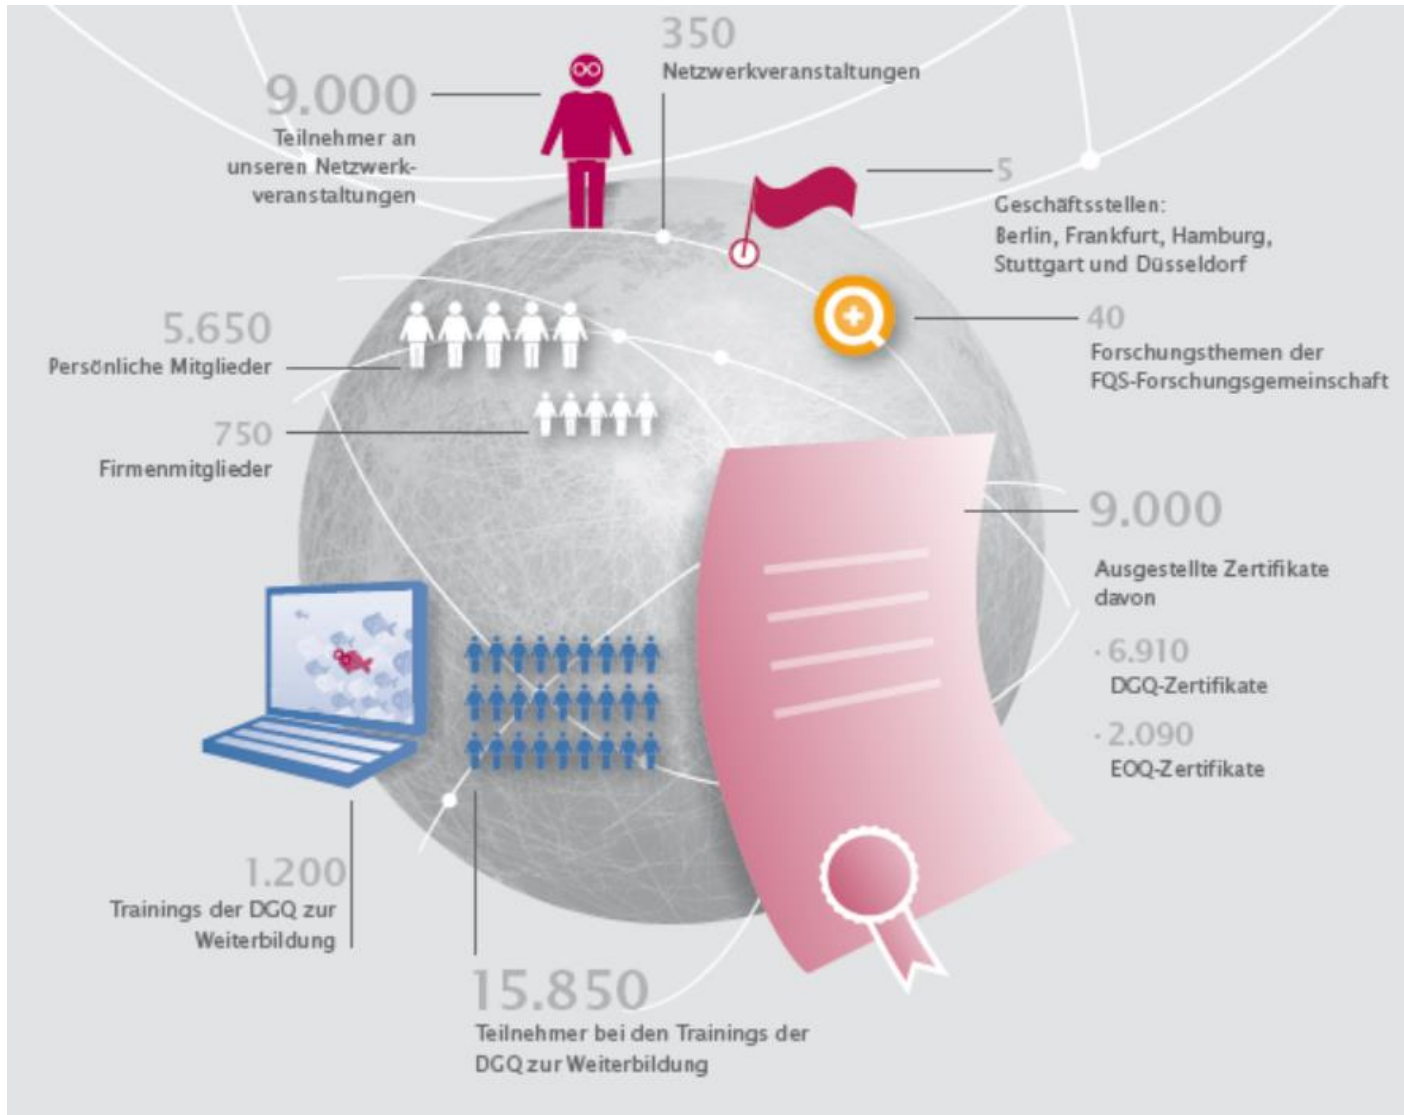 350
Netzwerkveranstaltungen
9.000
Teilnehmer an
unseren Netzwerk-
veranstaltungen
5
Geschäftsstellen:
Berlin, Frankfurt, Hamburg,
Stuttgart und Düsseldorf
5.650
Persönliche Mitglieder
40
Forschungsthemen der
FQS-Forschungsgemeinschaft
750
Firmenmitglieder
9.000
Ausgestellte Zertifikate
davon
· 6.910
DGQ-Zertifikate
· 2.090
EOQ-Zertifikate
1.200
Trainings der DGQ zur
Weiterbildung
15.850
Teilnehmer bei den Trainings der
DGQ zur Weiterbildung